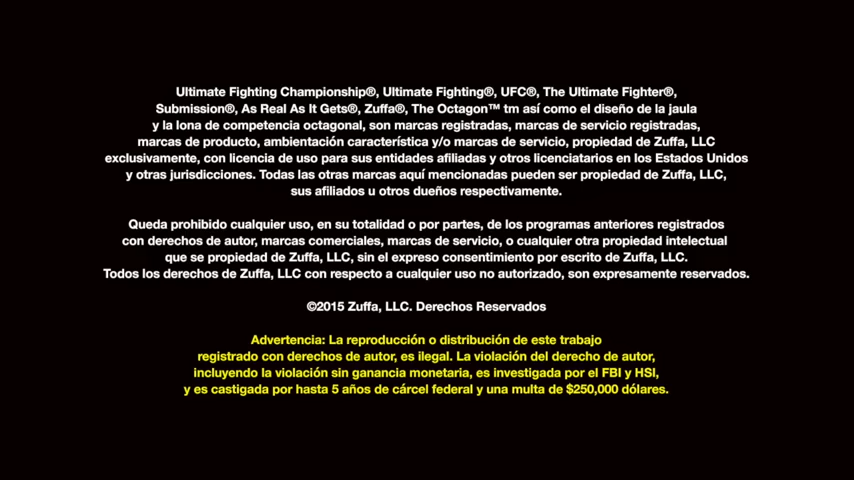 Ultimate Fighting Championship®, Ultimate Fighting®, UFC®, The Ultimate Fighter®,
Submission®, As Real As It Gets®, Zuffa®, The Octagon™ tm así como el diseño de la jaula
y la lona de competencia octagonal, son marcas registradas, marcas de servicio registradas,
marcas de producto, ambientación característica y/o marcas de servicio, propiedad de Zuffa, LLC
exclusivamente, con licencia de uso para sus entidades afiliadas y otros licenciatarios en los Estados Unidos
y otras jurisdicciones. Todas las otras marcas aquí mencionadas pueden ser propiedad de Zuffa, LLC,
sus afiliados u otros dueños respectivamente.
Queda prohibido cualquier uso, en su totalidad o por partes, de los programas anteriores registrados
con derechos de autor, marcas comerciales, marcas de servicio, o cualquier otra propiedad intelectual
que se propiedad de Zuffa, LLC, sin el expreso consentimiento por escrito de Zuffa, LLC.
Todos los derechos de Zuffa, LLC con respecto a cualquier uso no autorizado, son expresamente reservados.
©2015 Zuffa, LLC. Derechos Reservados
Advertencia: La reproducción o distribución de este trabajo
registrado con derechos de autor, es ilegal. La violación del derecho de autor,
incluyendo la violación sin ganancia monetaria, es investigada por el FBI y HSI,
y es castigada por hasta 5 años de cárcel federal y una multa de $250,000 dólares.